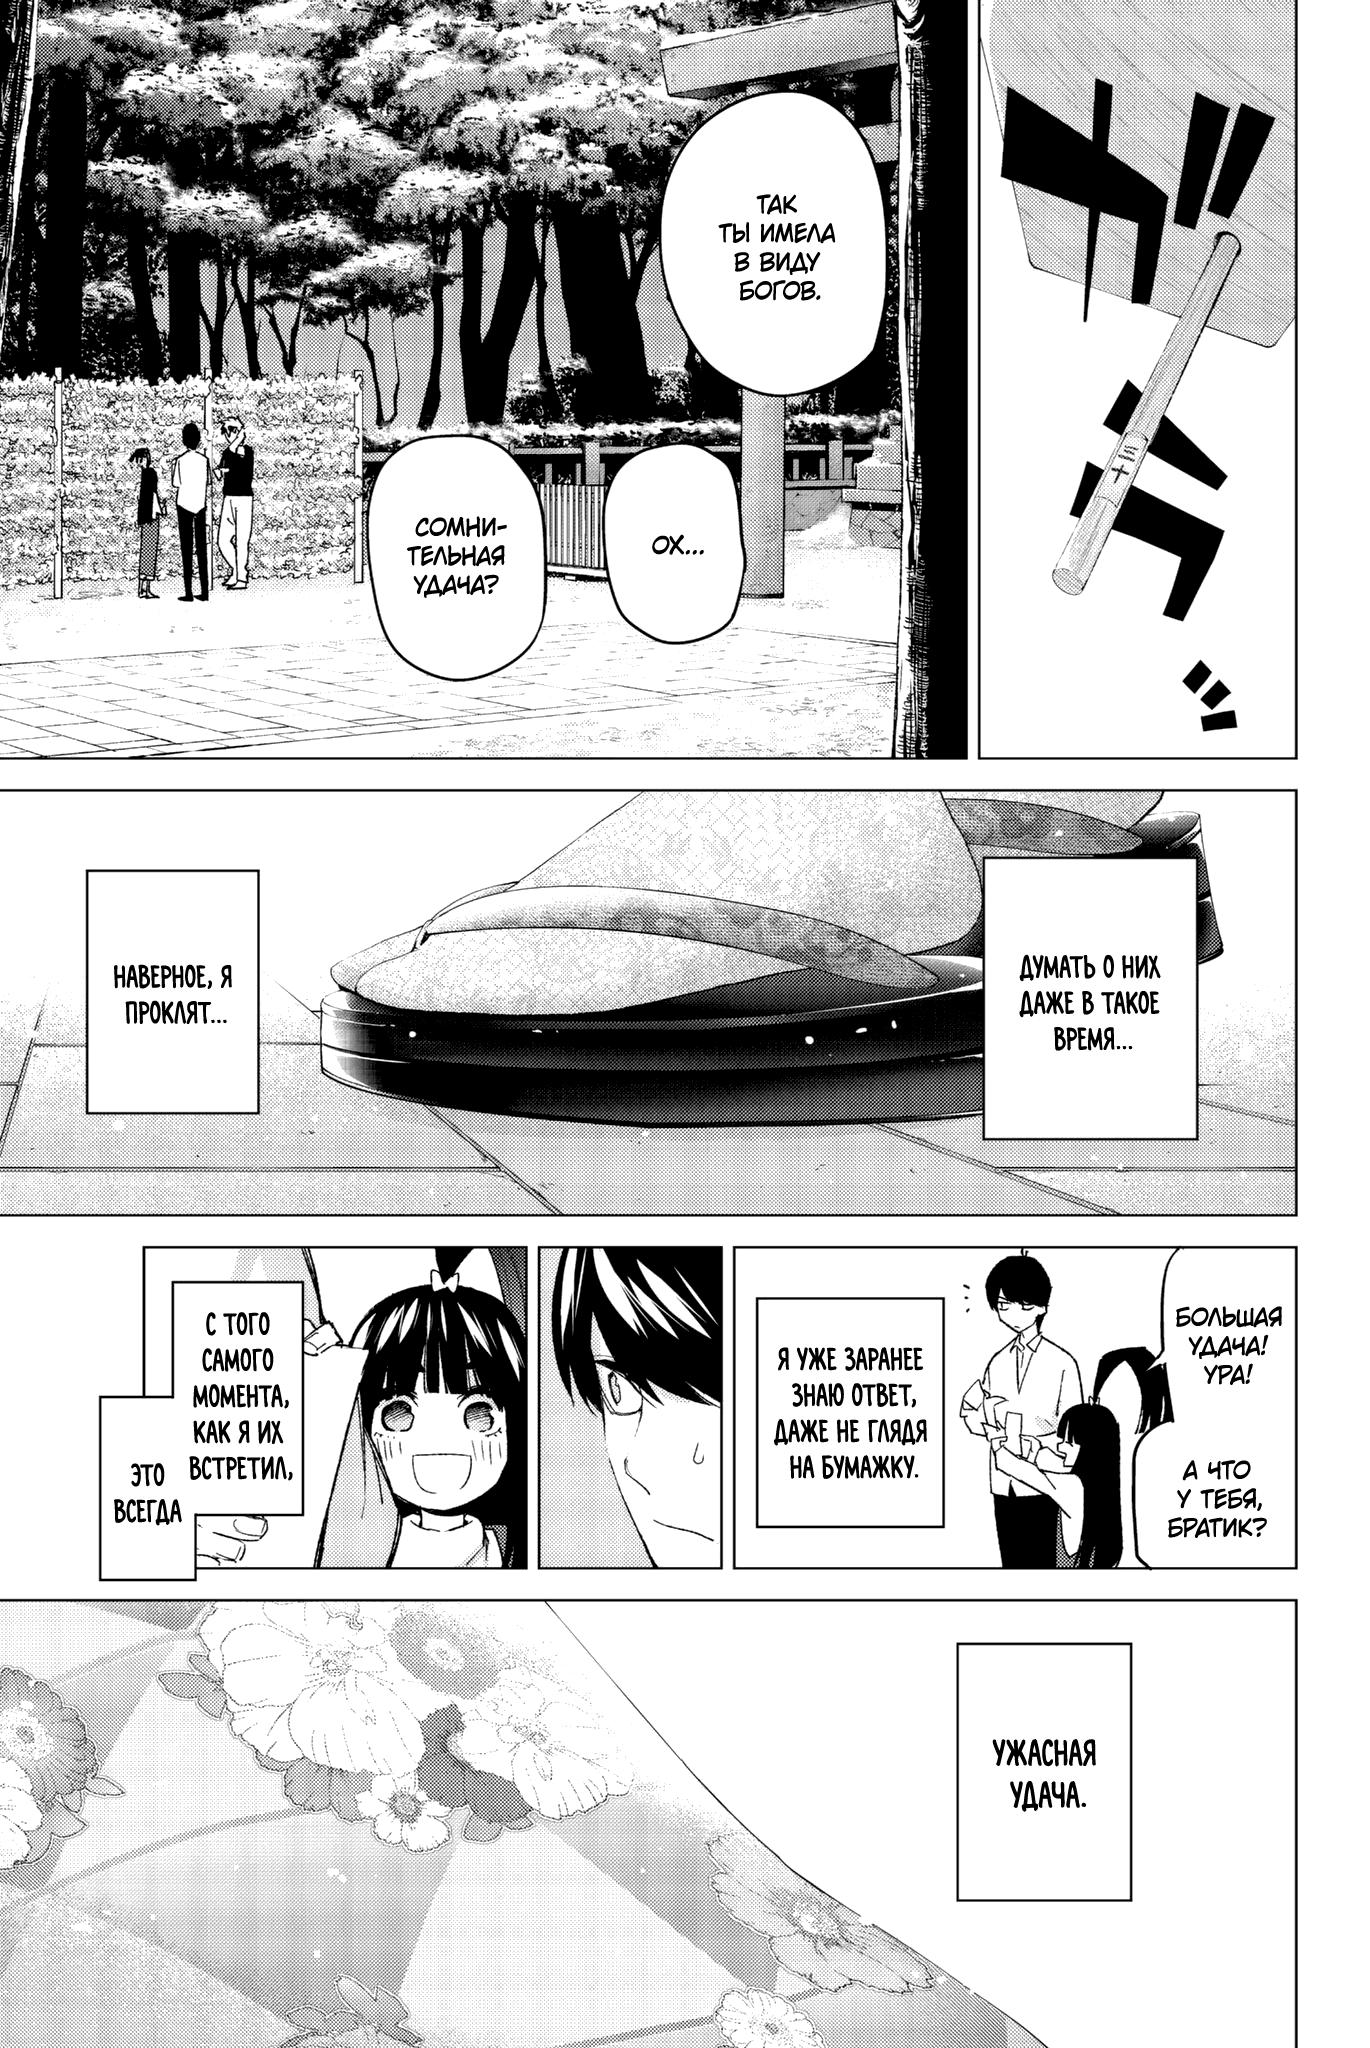 三十
ТАК
ТЫ ИМЕЛА
В ВИДУ
БОГОВ.
ОХ...
СОМНИ-
ТЕЛЬНАЯ
УДАЧА?
ДУМАТЬ О НИХ
ДАЖЕ В ТАКОЕ
ВРЕМЯ...
НАВЕРНОЕ, Я
ПРОКЛЯТ...
БОЛЬШАЯ
УДАЧА!
УРА!
А ЧТО
У ТЕБЯ,
БРАТИК?
Я УЖЕ ЗАРАНЕЕ
ЗНАЮ ОТВЕТ,
ДАЖЕ НЕ ГЛЯДЯ
НА БУМАЖКУ.
С ТОГО
САМОГО
МОМЕНТА,
КАК Я ИХ
ВСТРЕТИЛ,
ЭТО
ВСЕГДА
УЖАСНАЯ
УДАЧА.